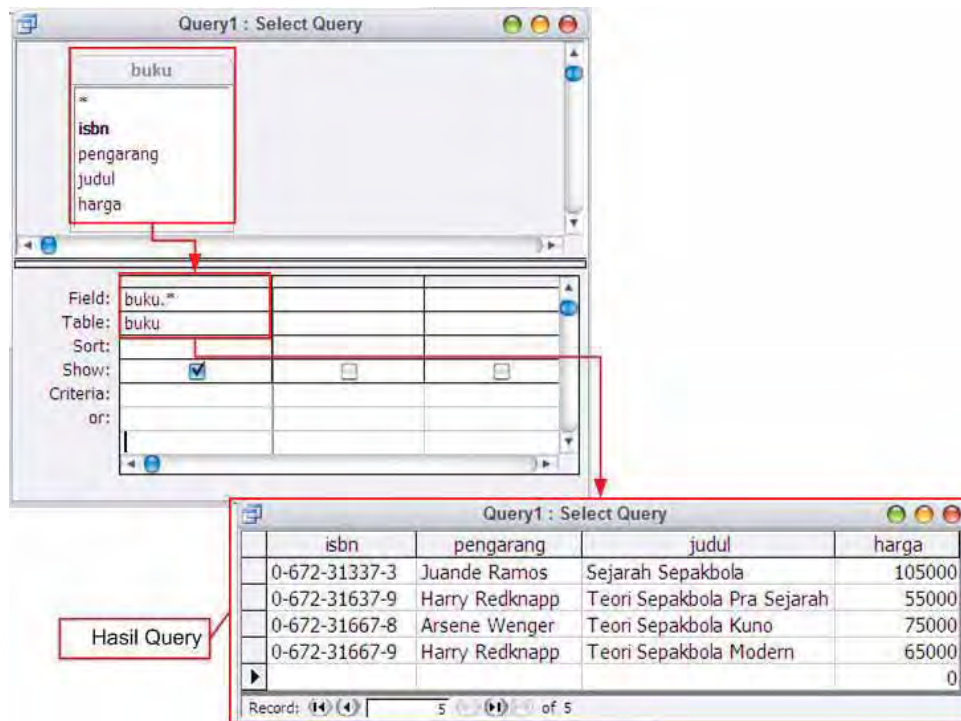 Query1 : Select Query
buku
*
isbn
pengarang
judul
harga
Field: buku.*
Table: buku
Sort:
Show:
Criteria:
or:
Query1 : Select Query
isbn pengarang judul harga
0-672-31337-3 Juande Ramos Sejarah Sepakbola 105000
0-672-31637-9 Harry Redknapp Teori Sepakbola Pra Sejarah 55000
0-672-31667-8 Arsene Wenger Teori Sepakbola Kuno 75000
0-672-31667-9 Harry Redknapp Teori Sepakbola Modern 65000
0
Hasil Query
Record: 5 of 5